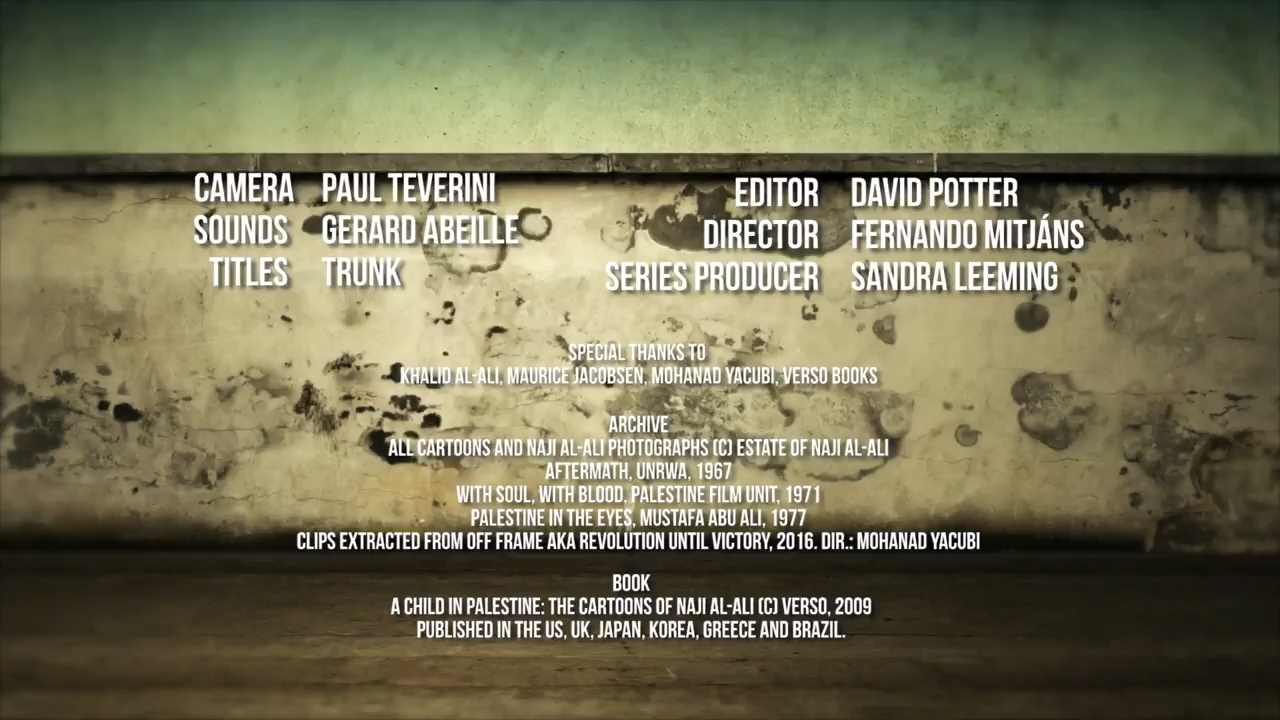 CAMERA PAUL TEVERINI
SOUNDS GERARD ABEILLE
TITLES TRUNK
EDITOR DAVID POTTER
DIRECTOR FERNANDO MITJÁNS
SERIES PRODUCER SANDRA LEEMING
SPECIAL THANKS TO
KHALID AL-ALI, MAURICE JACOBSEN, MOHANAD YACUBI, VERSO BOOKS
ARCHIVE
ALL CARTOONS AND NAJI AL-ALI PHOTOGRAPHS (C) ESTATE OF NAJI AL-ALI
AFTERMATH, UNRWA, 1967
WITH SOUL, WITH BLOOD, PALESTINE FILM UNIT, 1971
PALESTINE IN THE EYES, MUSTAFA ABU ALI, 1977
CLIPS EXTRACTED FROM OFF FRAME AKA REVOLUTION UNTIL VICTORY, 2016. DIR.: MOHANAD YACUBI
BOOK
A CHILD IN PALESTINE: THE CARTOONS OF NAJI AL-ALI (C) VERSO, 2009
PUBLISHED IN THE US, UK, JAPAN, KOREA, GREECE AND BRAZIL.